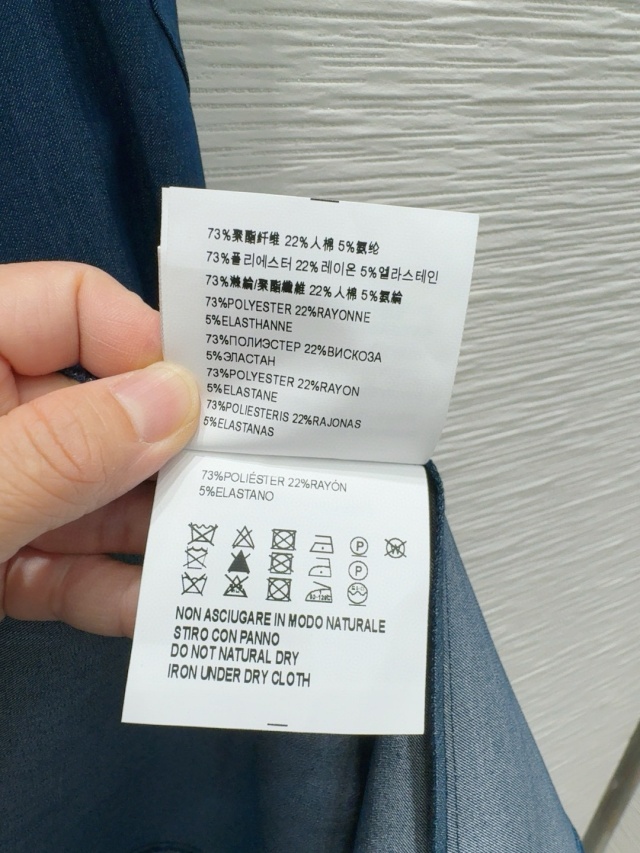 73%聚酯纤维 22%人棉 5%氨纶
73%폴리에스터 22%레이온 5%엘라스테인
73%滌綸/聚酯纖維 22%人棉 5%氨綸
73%POLYESTER 22%RAYONNE
5%ELASTHANNE
73%ПОЛИЭСТЕР 22%ВИСКОЗА
5%ЭЛАСТАН
73%POLYESTER 22%RAYON
5%ELASTANE
73%POLIESTERIS 22%RAJONAS
5%ELASTANAS
73%POLIÉSTER 22%RAYÓN
5%ELASTANO
P W
P
NON ASCIUGARE IN MODO NATURALE
STIRO CON PANNO
DO NOT NATURAL DRY
IRON UNDER DRY CLOTH